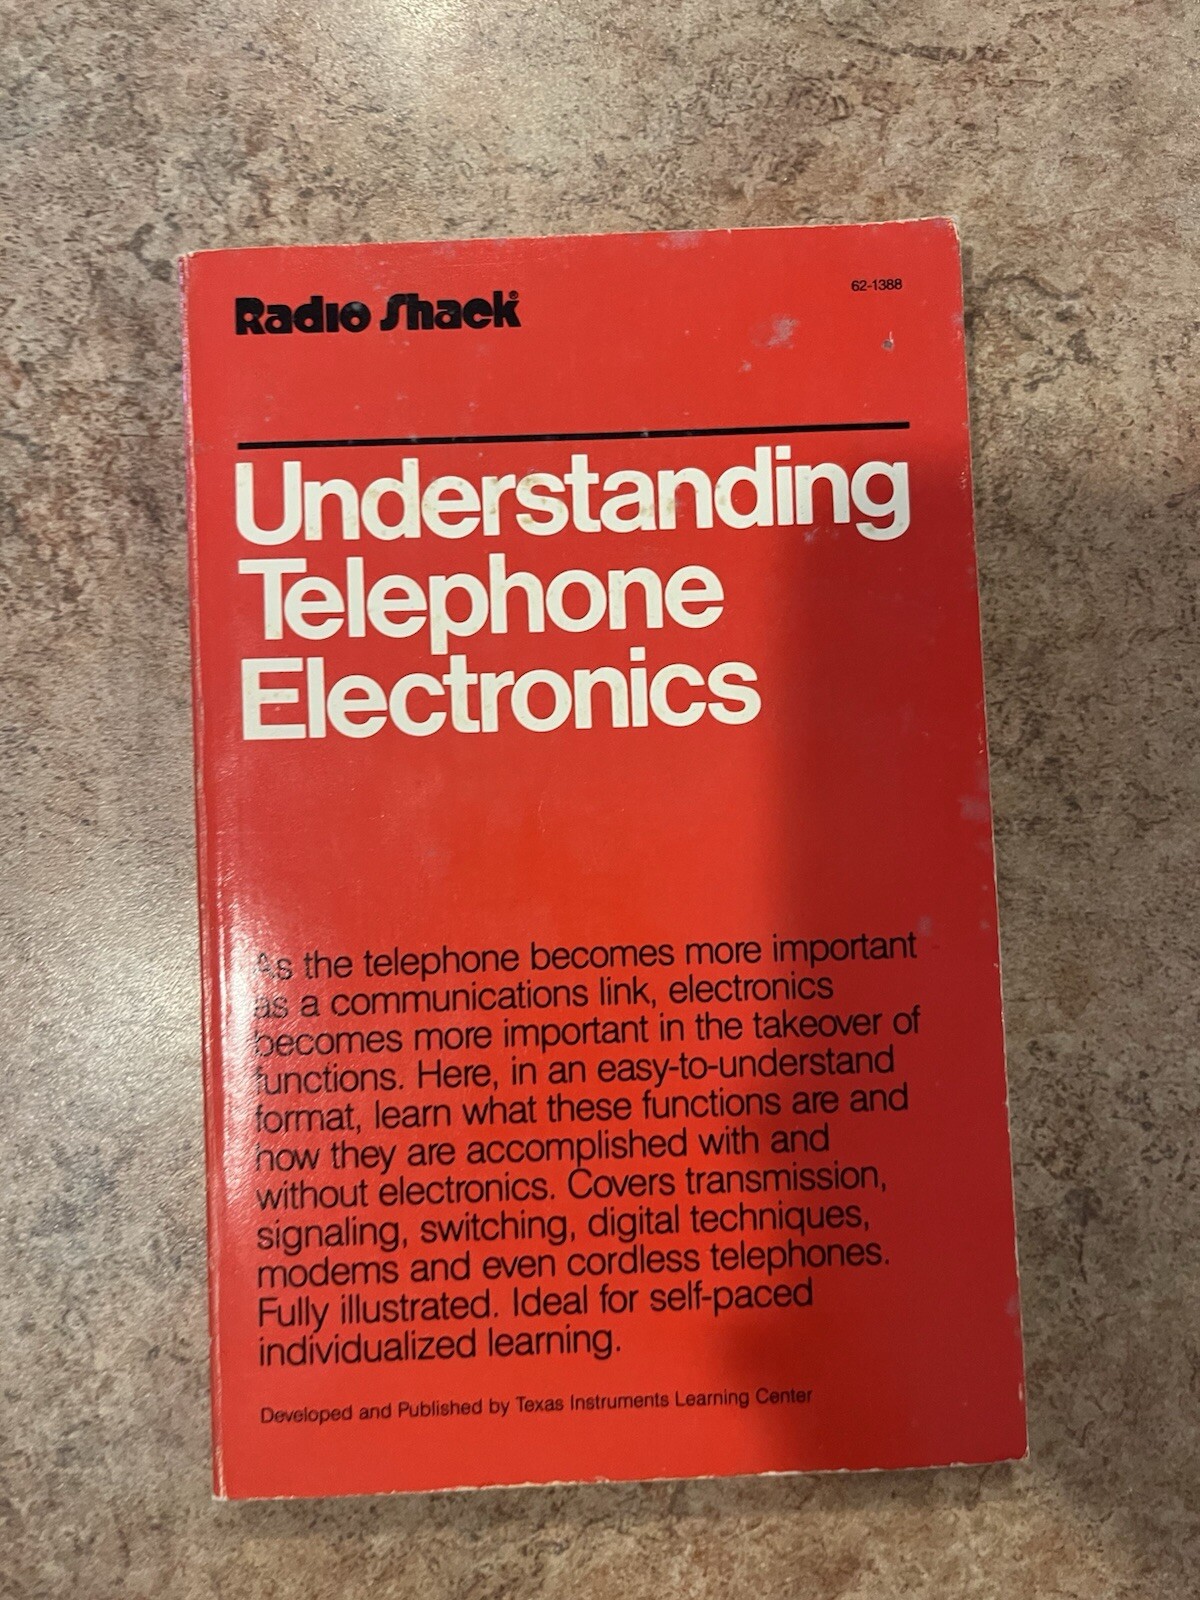 Radio Shack®
62-1388
Understanding
Telephone
Electronics
As the telephone becomes more important
as a communications link, electronics
becomes more important in the takeover of
functions. Here, in an easy-to-understand
format, learn what these functions are and
how they are accomplished with and
without electronics. Covers transmission,
signaling, switching, digital techniques,
modems and even cordless telephones.
Fully illustrated. Ideal for self-paced
individualized learning.
Developed and Published by Texas Instruments Learning Center